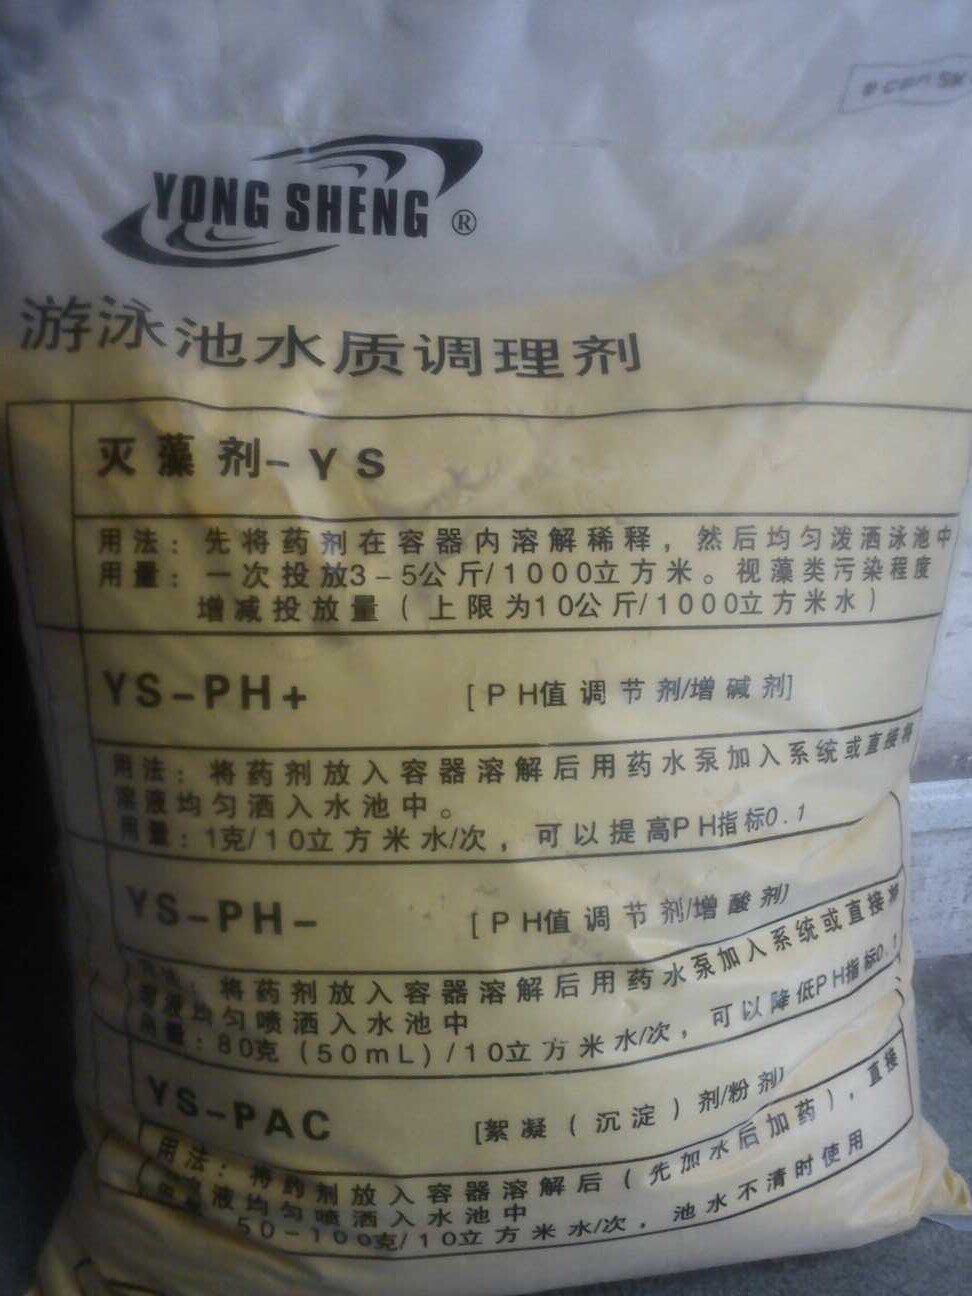 YONG SHENG ®
游泳池水质调理剂
灭藻剂-YS
用法：先将药剂在容器内溶解稀释，然后均匀泼洒泳池中
用量：一次投放3-5公斤/1000立方米。视藻类污染程度
增减投放量（上限为10公斤/1000立方米水）
YS-PH+ [PH值调节剂/增碱剂]
用法：将药剂放入容器溶解后用药水泵加入系统或直接将
溶液均匀洒入水池中。
用量：1克/10立方米水/次，可以提高PH指标0.1
YS-PH- [PH值调节剂/增酸剂]
用法：将药剂放入容器溶解后用药水泵加入系统或直接将
溶液均匀喷洒入水池中
用量：80克(50mL)/10立方米水/次，可以降低PH指标0.1
YS-PAC [絮凝(沉淀)剂/粉剂]
用法：将药剂放入容器溶解后(先加水后加药)，直接
溶液均匀喷洒入水池中
50-100克/10立方米水/次，池水不清时使用